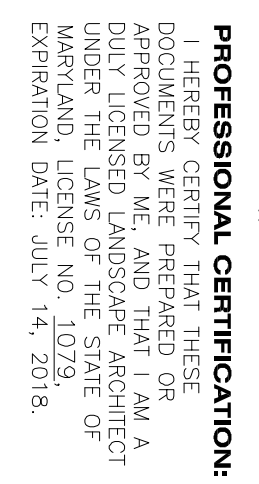 PROFESSIONAL CERTIFICATION:
I HEREBY CERTIFY THAT THESE
DOCUMENTS WERE PREPARED OR
APPROVED BY ME, AND THAT I AM A
DULY LICENSED LANDSCAPE ARCHITECT
UNDER THE LAWS OF THE STATE OF
MARYLAND, LICENSE NO. 1079,
EXPIRATION DATE: JULY 14, 2018.